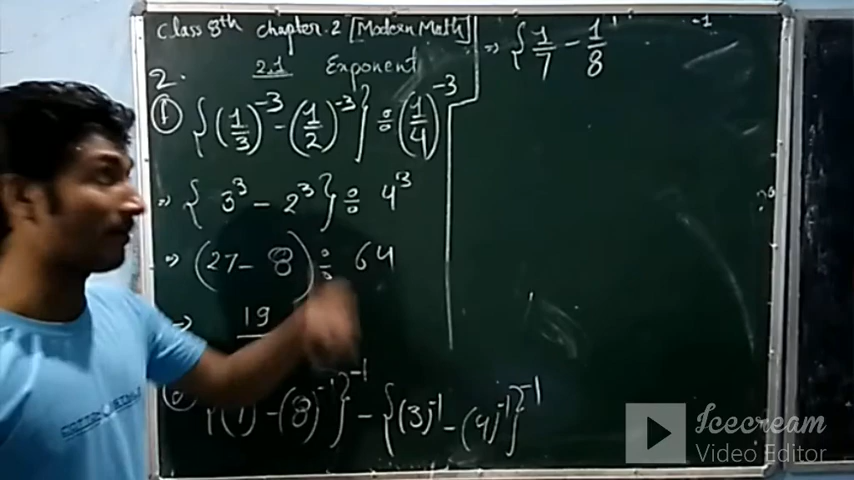 Class 8th chapter.2 [Modern Math]
2.1 Exponent
2.
① {(1/3)^-3 - (1/2)^-3} ÷ (1/4)^-3
⇒ { 3^3 - 2^3 } ÷ 4^3
⇒ (27 - 8) ÷ 64
⇒ 19
{(7) - (8)^-1}^-1 - {(3)^-1 - (4)^-1}^-1
⇒ { 1/7 - 1/8
-1
Icecream
Video Editor